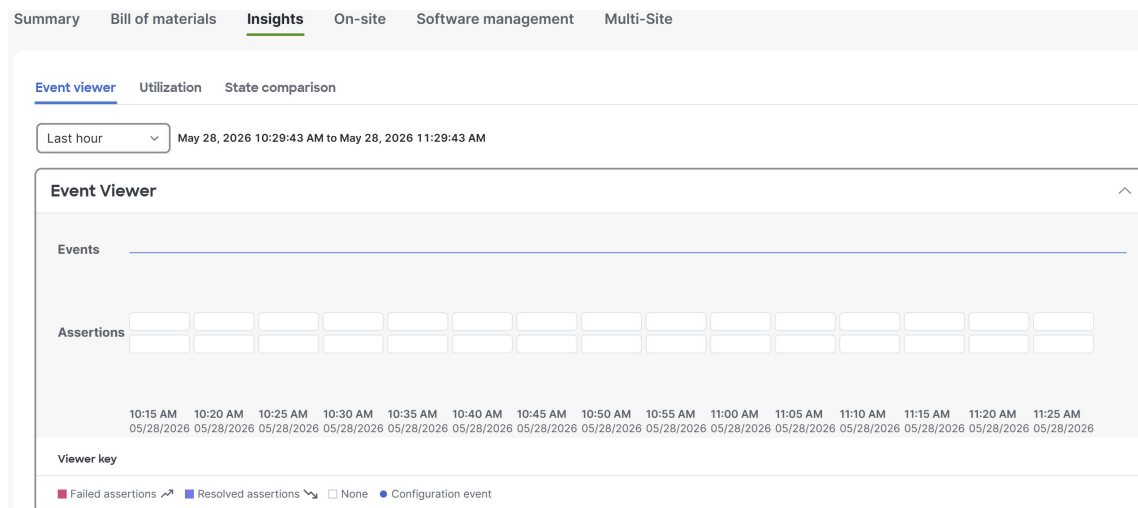 Summary Bill of materials Insights On-site Software management Multi-Site
Event viewer Utilization State comparison
Last hour May 28, 2026 10:29:43 AM to May 28, 2026 11:29:43 AM
Event Viewer
Events
Assertions
10:15 AM 10:20 AM 10:25 AM 10:30 AM 10:35 AM 10:40 AM 10:45 AM 10:50 AM 10:55 AM 11:00 AM 11:05 AM 11:10 AM 11:15 AM 11:20 AM 11:25 AM
05/28/2026 05/28/2026 05/28/2026 05/28/2026 05/28/2026 05/28/2026 05/28/2026 05/28/2026 05/28/2026 05/28/2026 05/28/2026 05/28/2026 05/28/2026 05/28/2026 05/28/2026
Viewer key
Failed assertions Resolved assertions None Configuration event